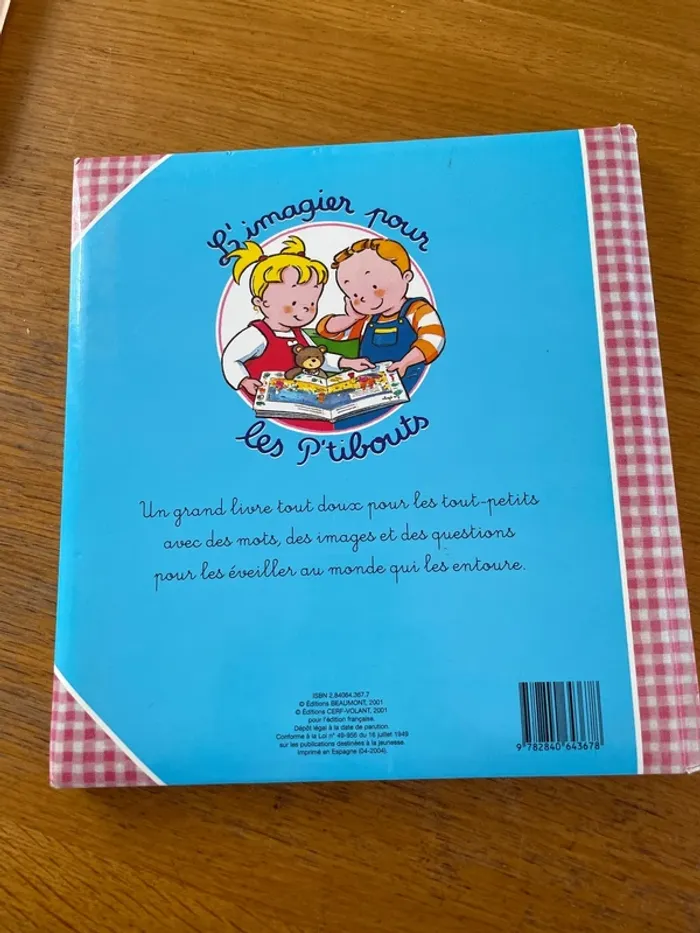 L'imagier pour
les P'tibouts
Un grand livre tout doux pour les tout-petits
avec des mots, des images et des questions
pour les éveiller au monde qui les entoure.
ISBN 2.84064.367.7
© Éditions BEAUMONT, 2001
© Éditions CERF-VOLANT, 2001
pour l'édition française.
Dépôt légal à la date de parution.
Conforme à la Loi n° 49-956 du 16 juillet 1949
sur les publications destinées à la jeunesse.
Imprimé en Espagne (04-2004).
9 782840 643678